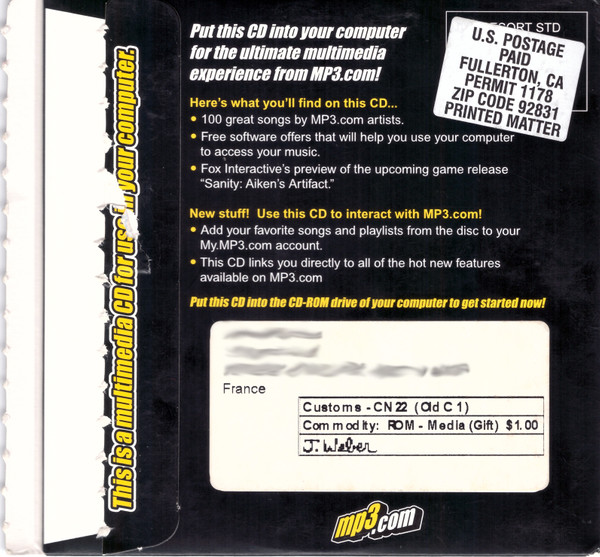 Put this CD into your computer
for the ultimate multimedia
experience from MP3.com!
ESORT STD
U.S. POSTAGE
PAID
FULLERTON, CA
PERMIT 1178
ZIP CODE 92831
PRINTED MATTER
Here's what you'll find on this CD...
• 100 great songs by MP3.com artists.
• Free software offers that will help you use your computer
to access your music.
• Fox Interactive's preview of the upcoming game release
"Sanity: Aiken's Artifact."
New stuff! Use this CD to interact with MP3.com!
• Add your favorite songs and playlists from the disc to your
My.MP3.com account.
• This CD links you directly to all of the hot new features
available on MP3.com
Put this CD into the CD-ROM drive of your computer to get started now!
This is a multimedia CD for use in your computer.
France
Customs - CN22 (Old C1)
Commodity: ROM - Media (Gift) $1.00
J. Weber
mp3.com